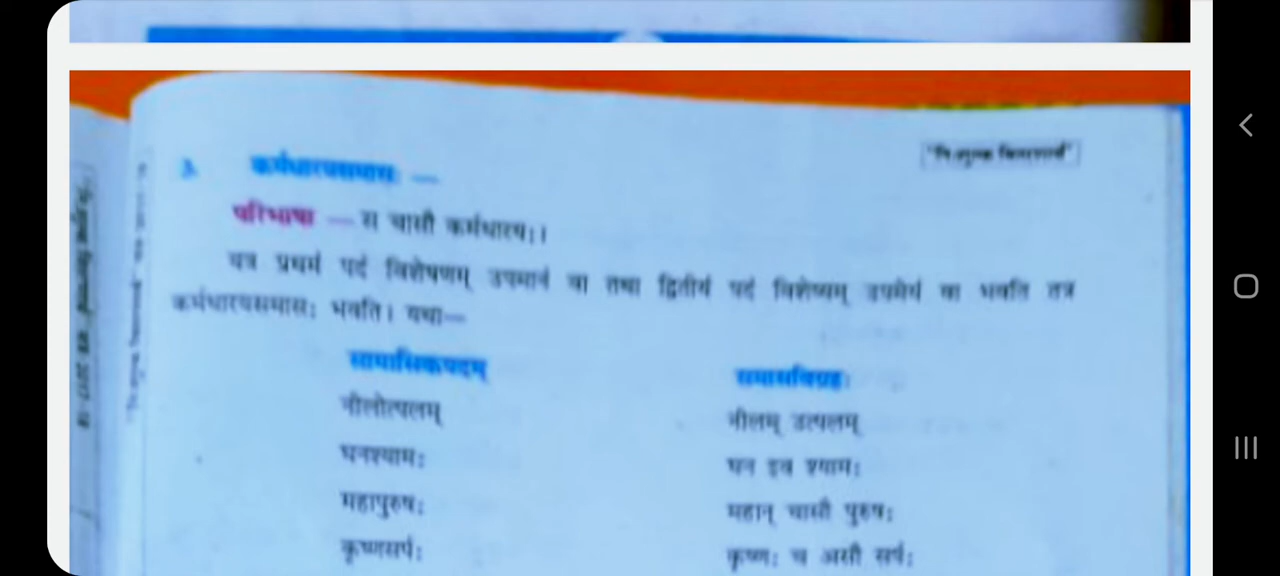 "निःशुल्क वितरणार्थ"
3. कर्मधारयसमासः —
परिभाषा — स चासौ कर्मधारयः।
यत्र प्रथमं पदं विशेषणम् उपमानं वा तथा द्वितीयं पदं विशेष्यम् उपमेयं वा भवति तत्र
कर्मधारयसमासः भवति। यथा—
सामासिकपदम् समासविग्रहः
नीलोत्पलम् नीलम् उत्पलम्
घनश्यामः घन इव श्यामः
महापुरुषः महान् चासौ पुरुषः
कृष्णसर्पः कृष्णः च असौ सर्पः